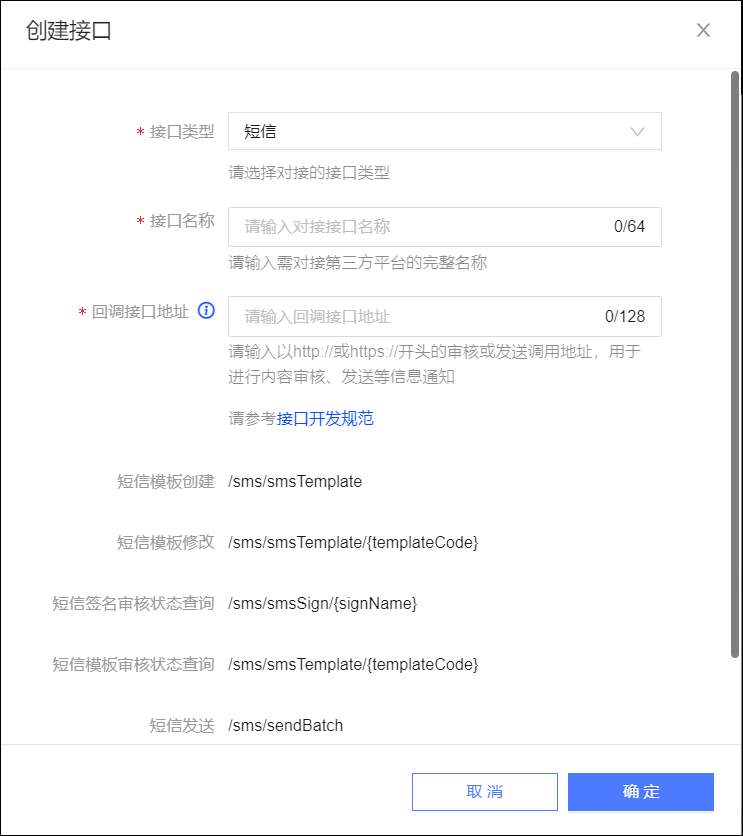 创建接口
* 接口类型 短信
请选择对接的接口类型
* 接口名称 请输入对接接口名称 0/64
请输入需对接第三方平台的完整名称
* 回调接口地址 请输入回调接口地址 0/128
请输入以http://或https://开头的审核或发送调用地址，用于
进行内容审核、发送等信息通知
请参考接口开发规范
短信模板创建 /sms/smsTemplate
短信模板修改 /sms/smsTemplate/{templateCode}
短信签名审核状态查询 /sms/smsSign/{signName}
短信模板审核状态查询 /sms/smsTemplate/{templateCode}
短信发送 /sms/sendBatch
取 消 确 定